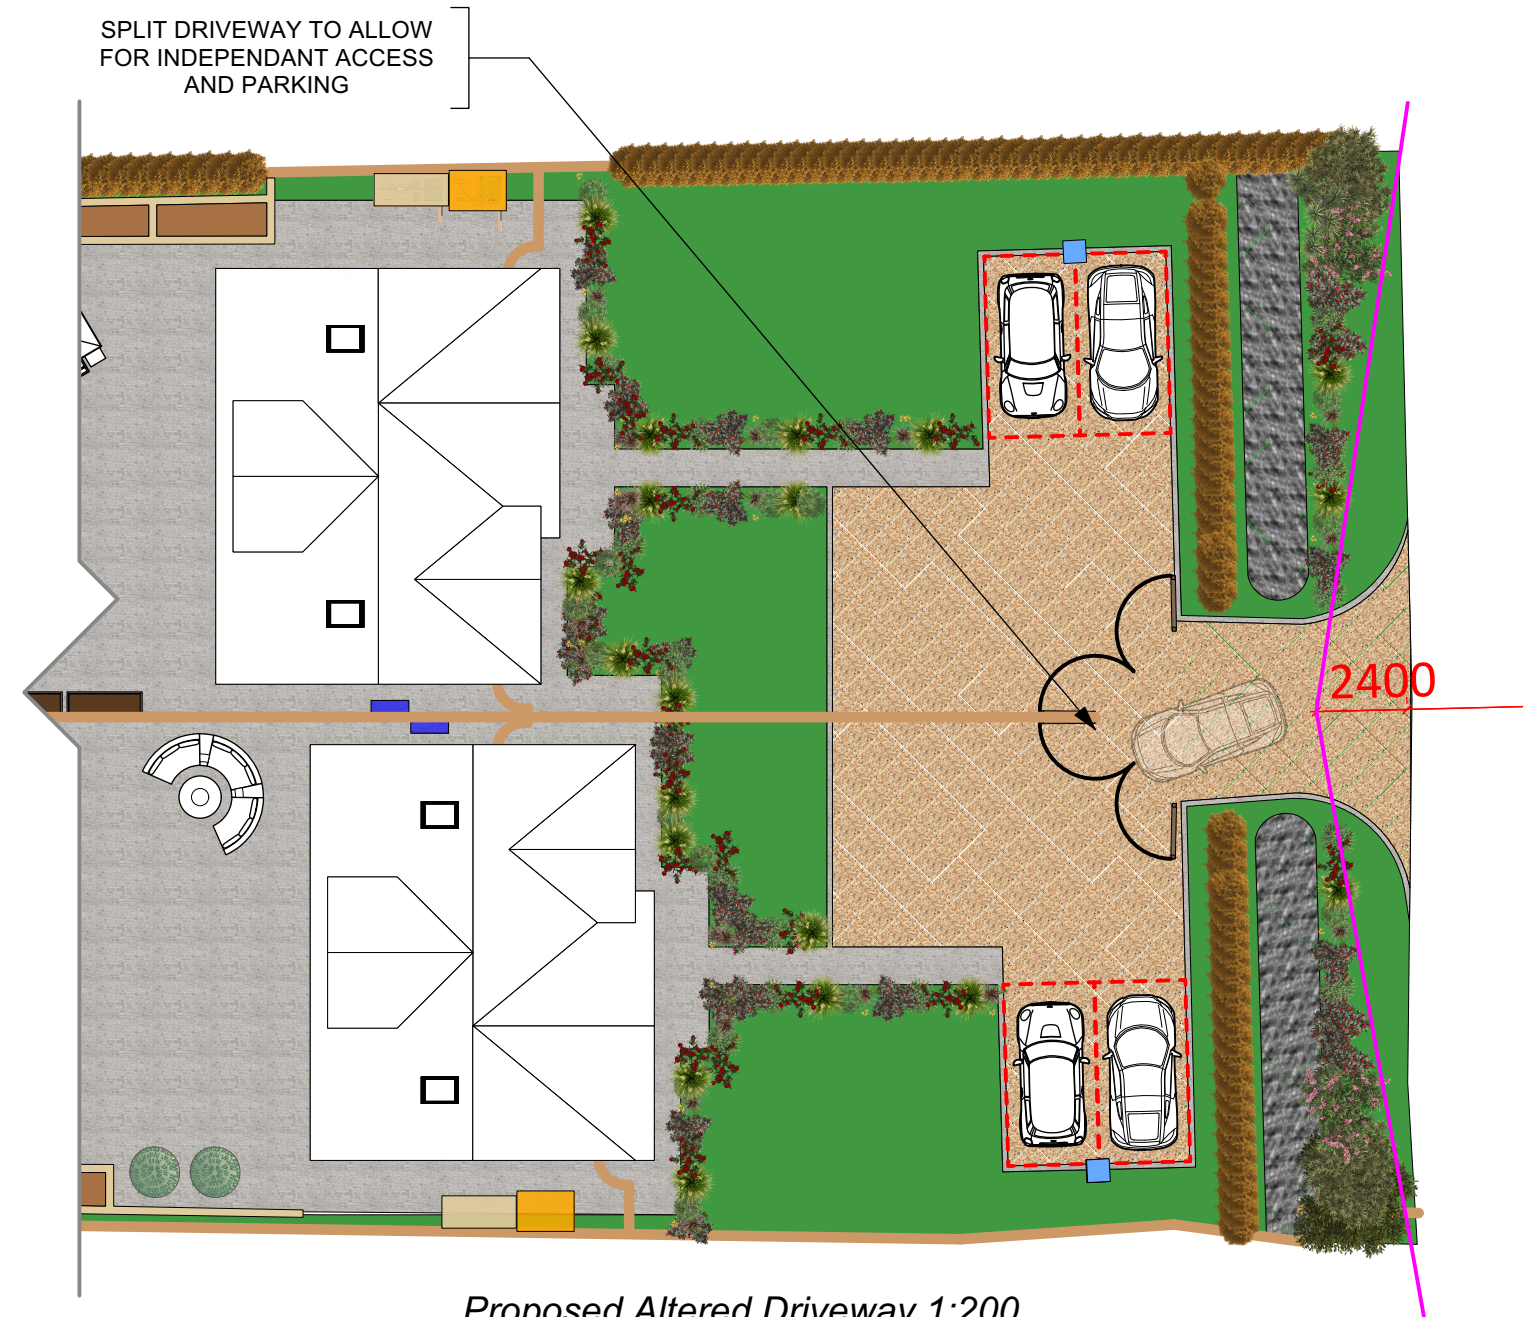 SPLIT DRIVEWAY TO ALLOW
FOR INDEPENDANT ACCESS
AND PARKING
2400
Proposed Altered Driveway 1:200